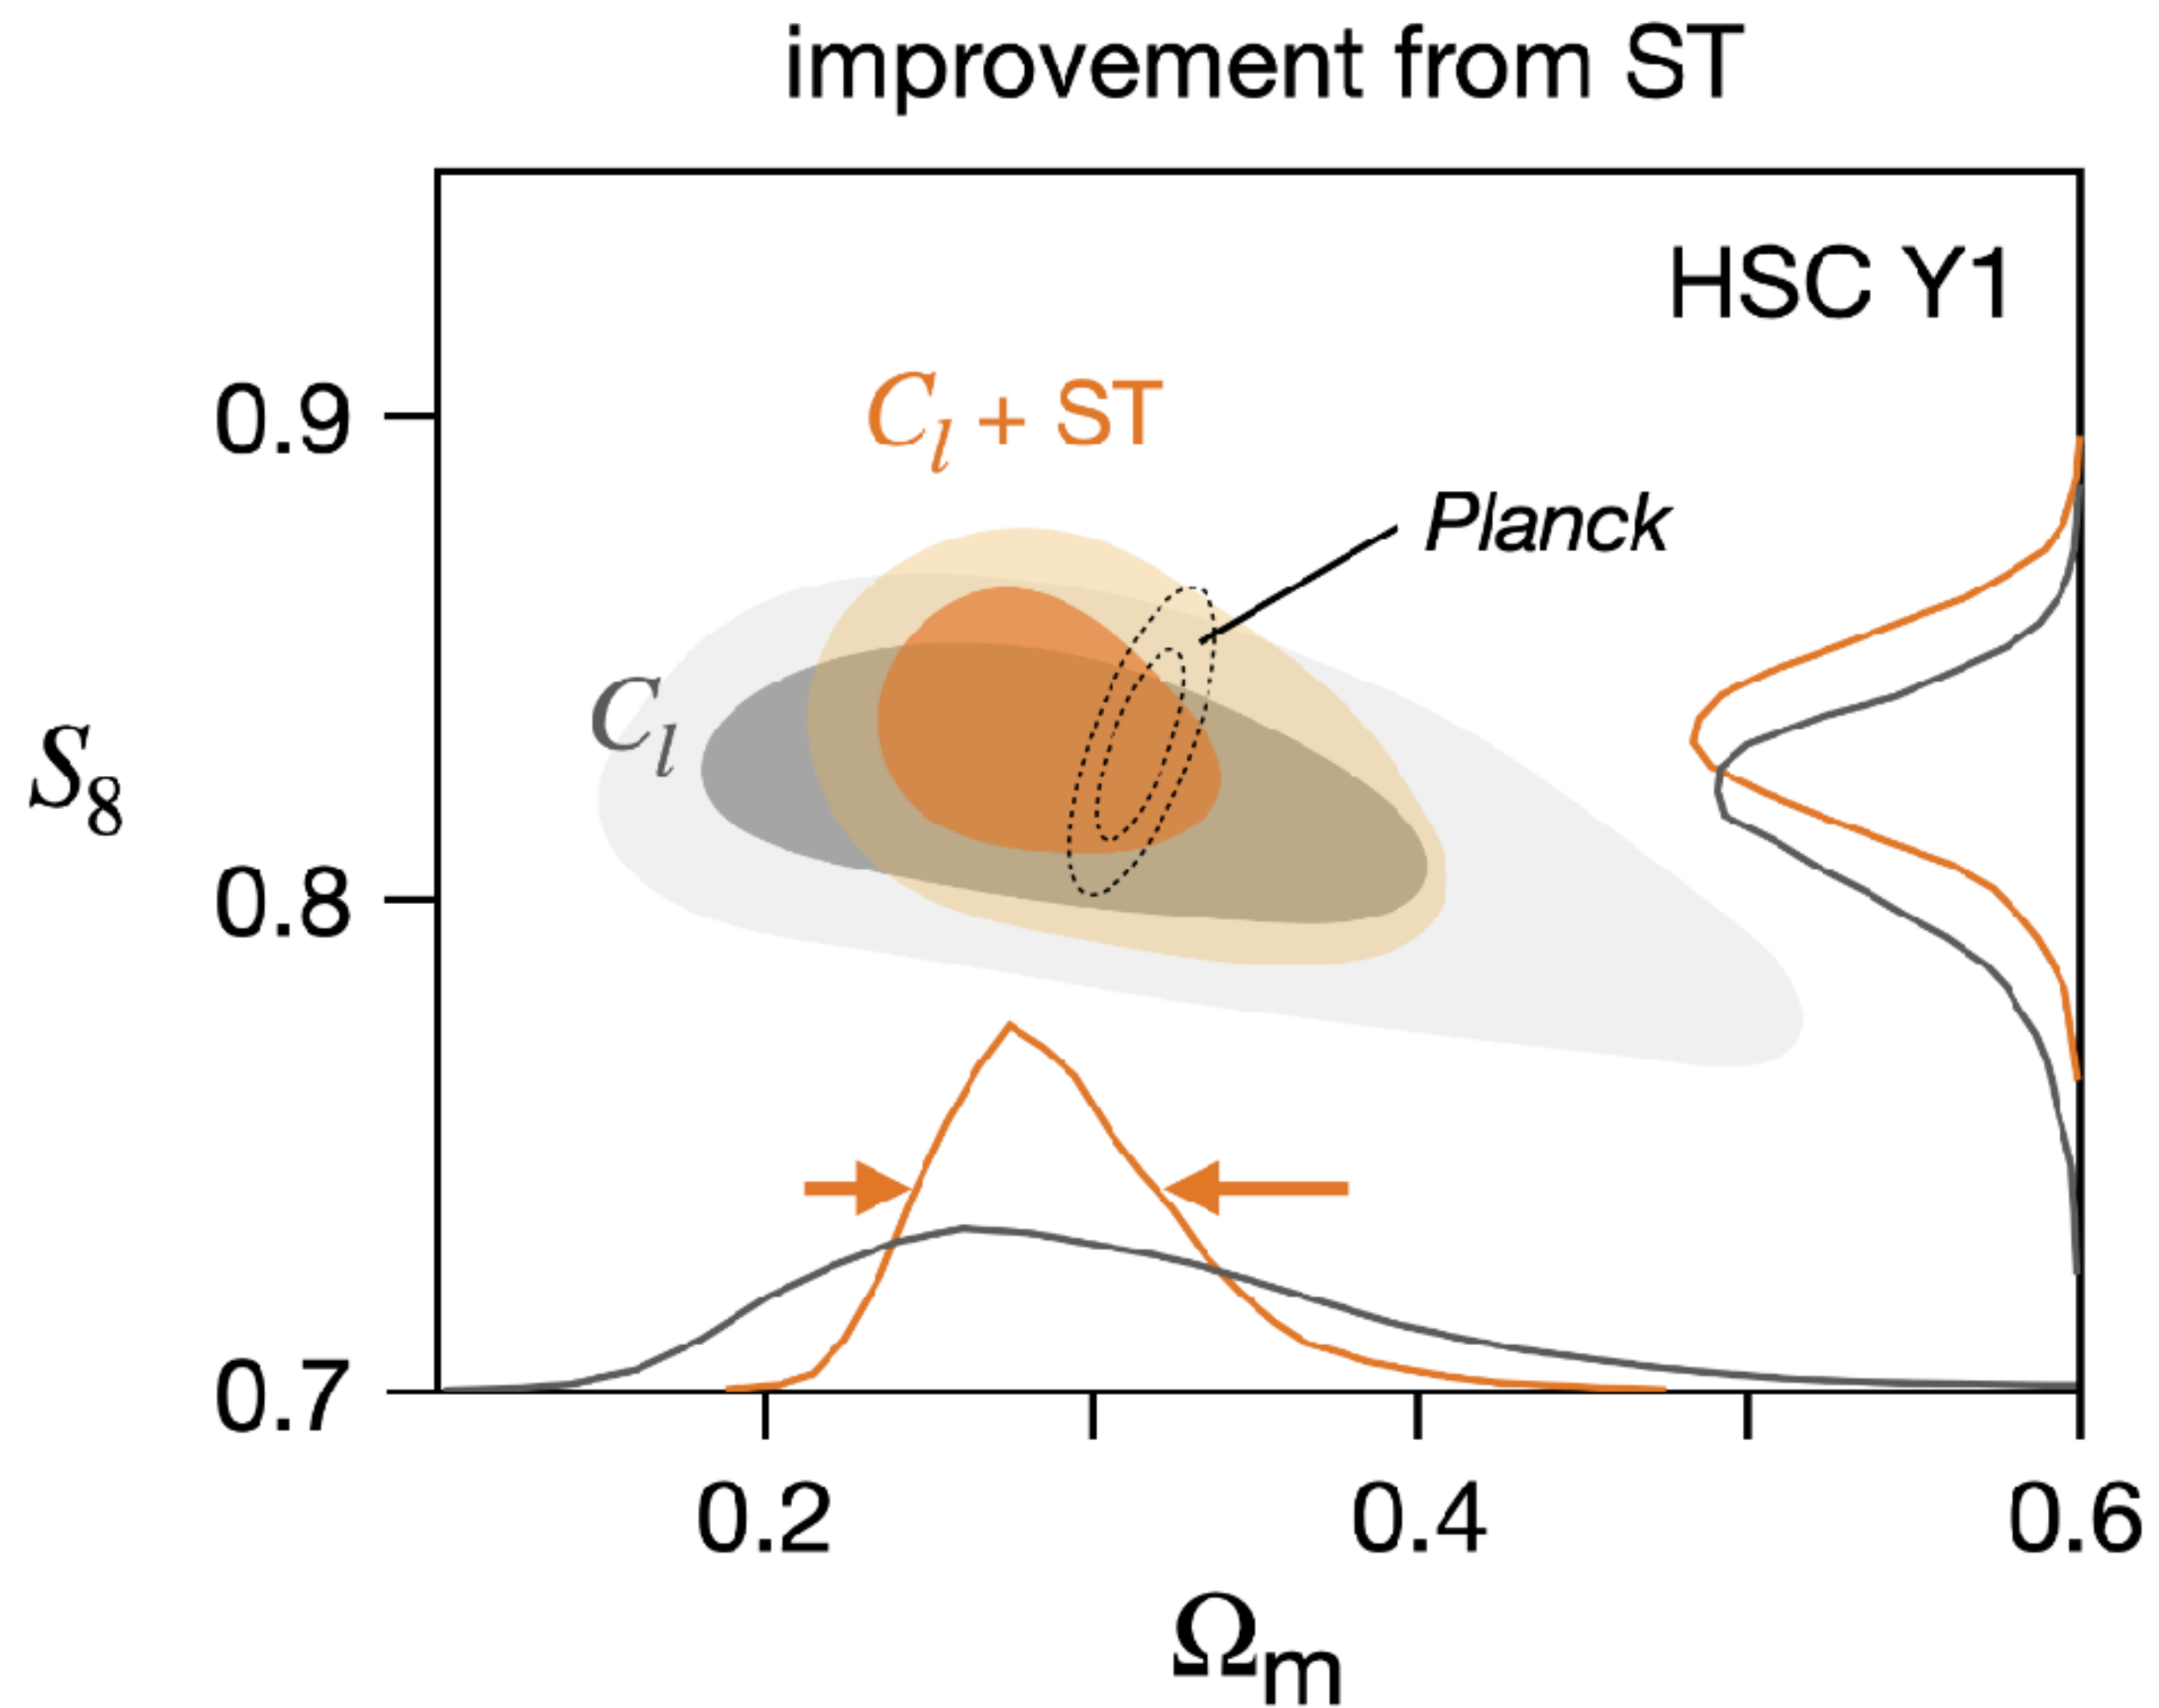 improvement from ST
HSC Y1
0.9
C_l + ST
Planck
C_l
S_8
0.8
0.7
0.2 0.4 0.6
Ω_m